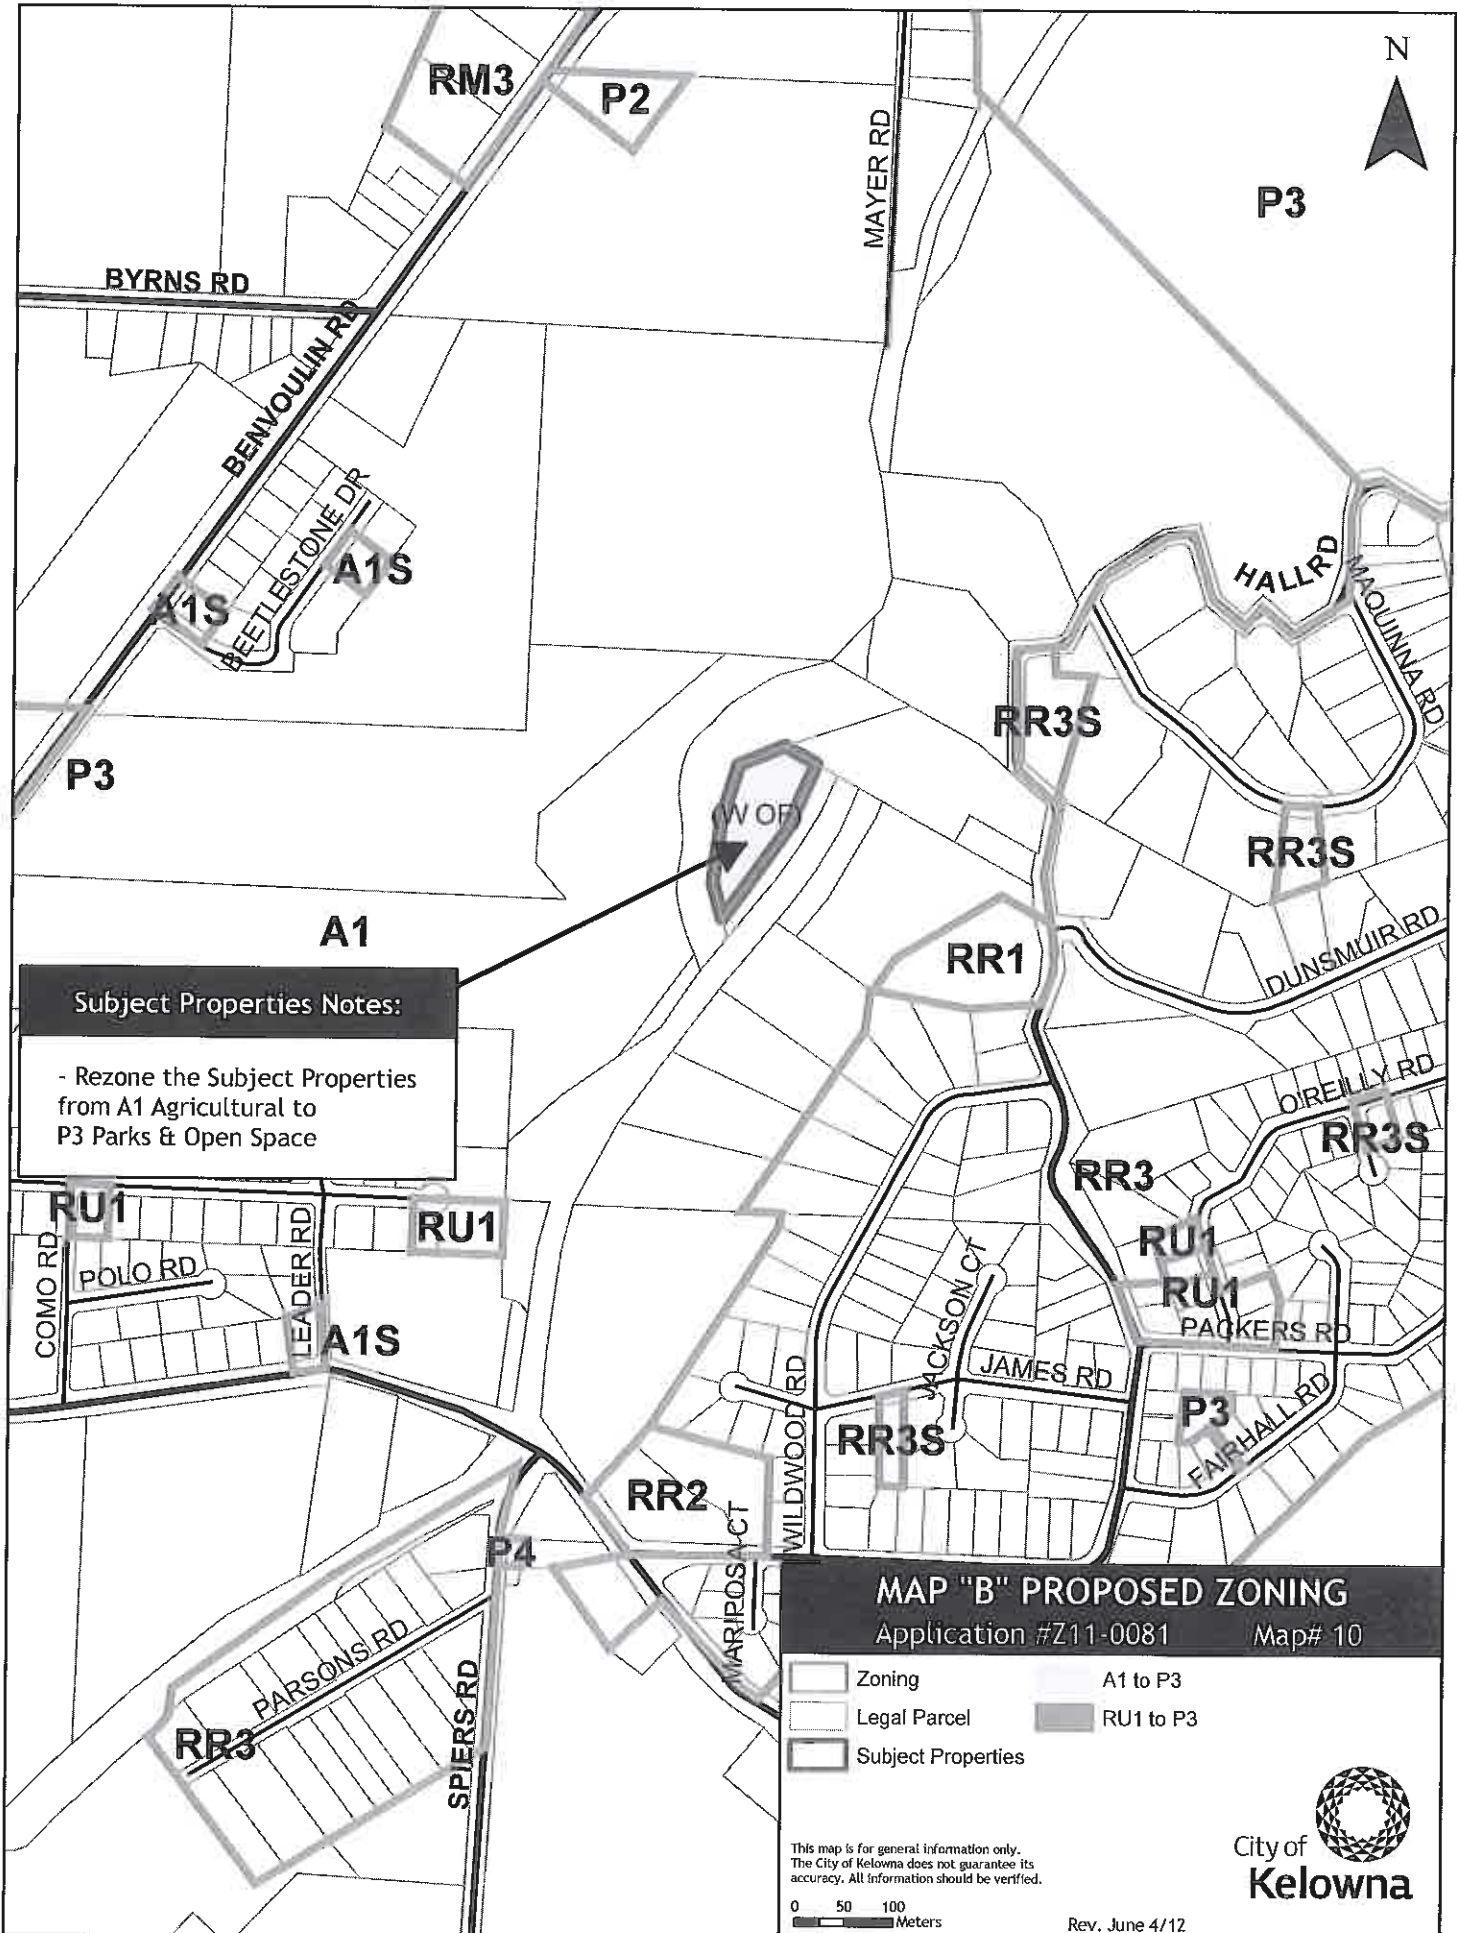 N
RM3
P2
MAYER RD
P3
BYRNS RD
BENVOULIN RD
BEETLESTONE DR
A1S
A1S
HALL RD
MAQUINNA RD
RR3S
P3
(W OF)
RR3S
A1
RR1
DUNSMUIR RD
Subject Properties Notes:
- Rezone the Subject Properties
from A1 Agricultural to
P3 Parks & Open Space
O'REILLY RD
RR3S
RR3
RU1
RU1
RU1
RU1
COMO RD
POLO RD
LEADER RD
A1S
JACKSON CT
PACKERS RD
JAMES RD
WILDWOOD RD
P3
FAIRHALL RD
RR3S
RR2
MARIPOSA CT
P4
PARSONS RD
RR3
SPIERS RD
MAP "B" PROPOSED ZONING
Application #Z11-0081 Map# 10
Zoning
A1 to P3
Legal Parcel
RU1 to P3
Subject Properties
This map is for general information only.
The City of Kelowna does not guarantee its
accuracy. All information should be verified.
0 50 100
Meters
Rev. June 4/12
City of
Kelowna